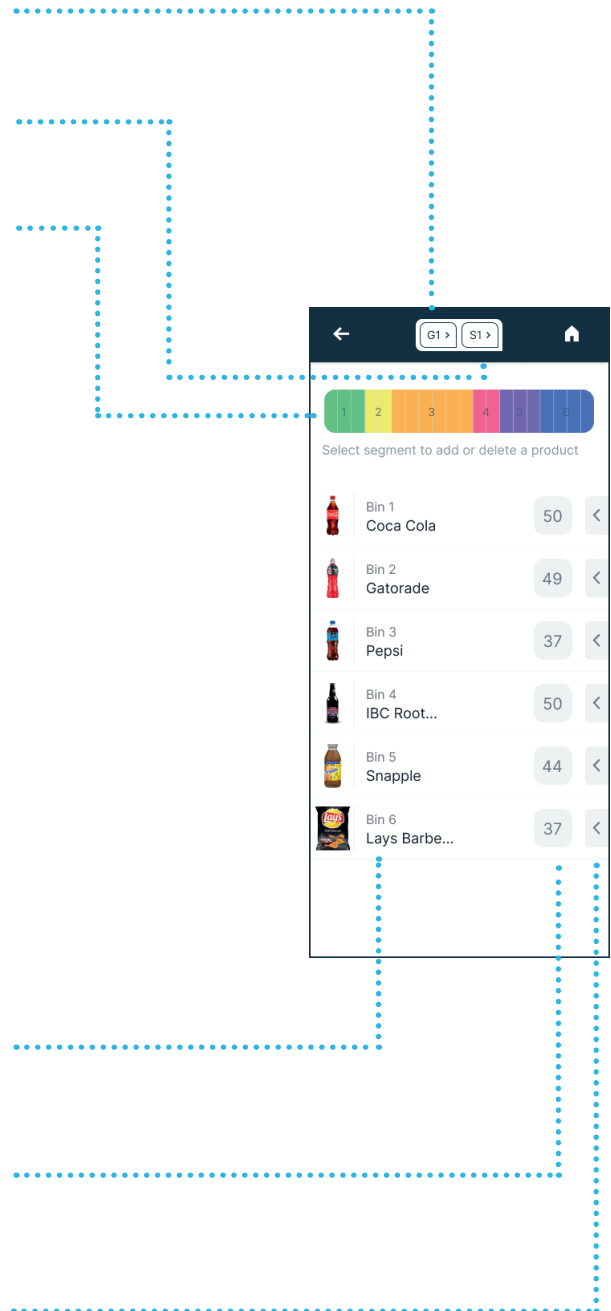 G1 > S1 >
1 2 3 4 5 6
Select segment to add or delete a product
Bin 1
Coca Cola
50
Bin 2
Gatorade
49
Bin 3
Pepsi
37
Bin 4
IBC Root...
50
Bin 5
Snapple
44
Lay's
Bin 6
Lays Barbe...
37